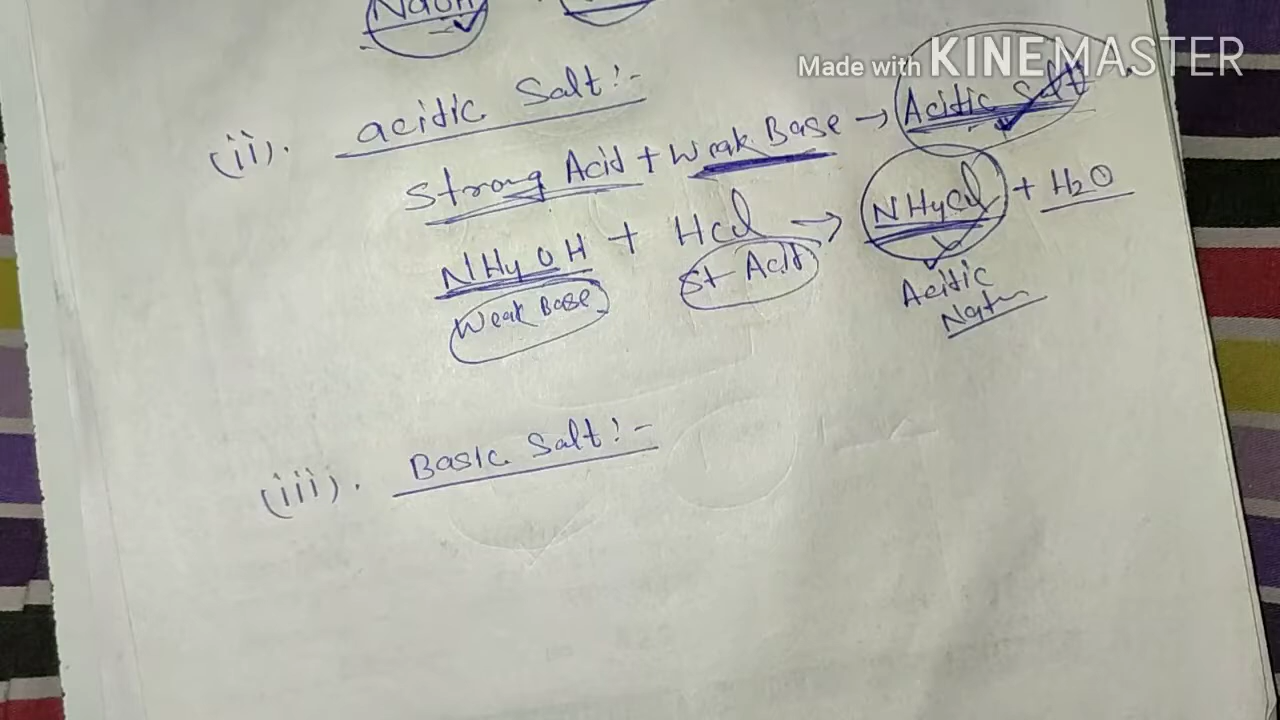 NaOH
Made with KINEMASTER
(ii). acidic Salt:-
Strong Acid + Weak Base → Acidic Salt
NH4OH + Hcl → NH4Cl + H2O
Weak Base St Acid Acidic
Natur
(iii). Basic Salt:-